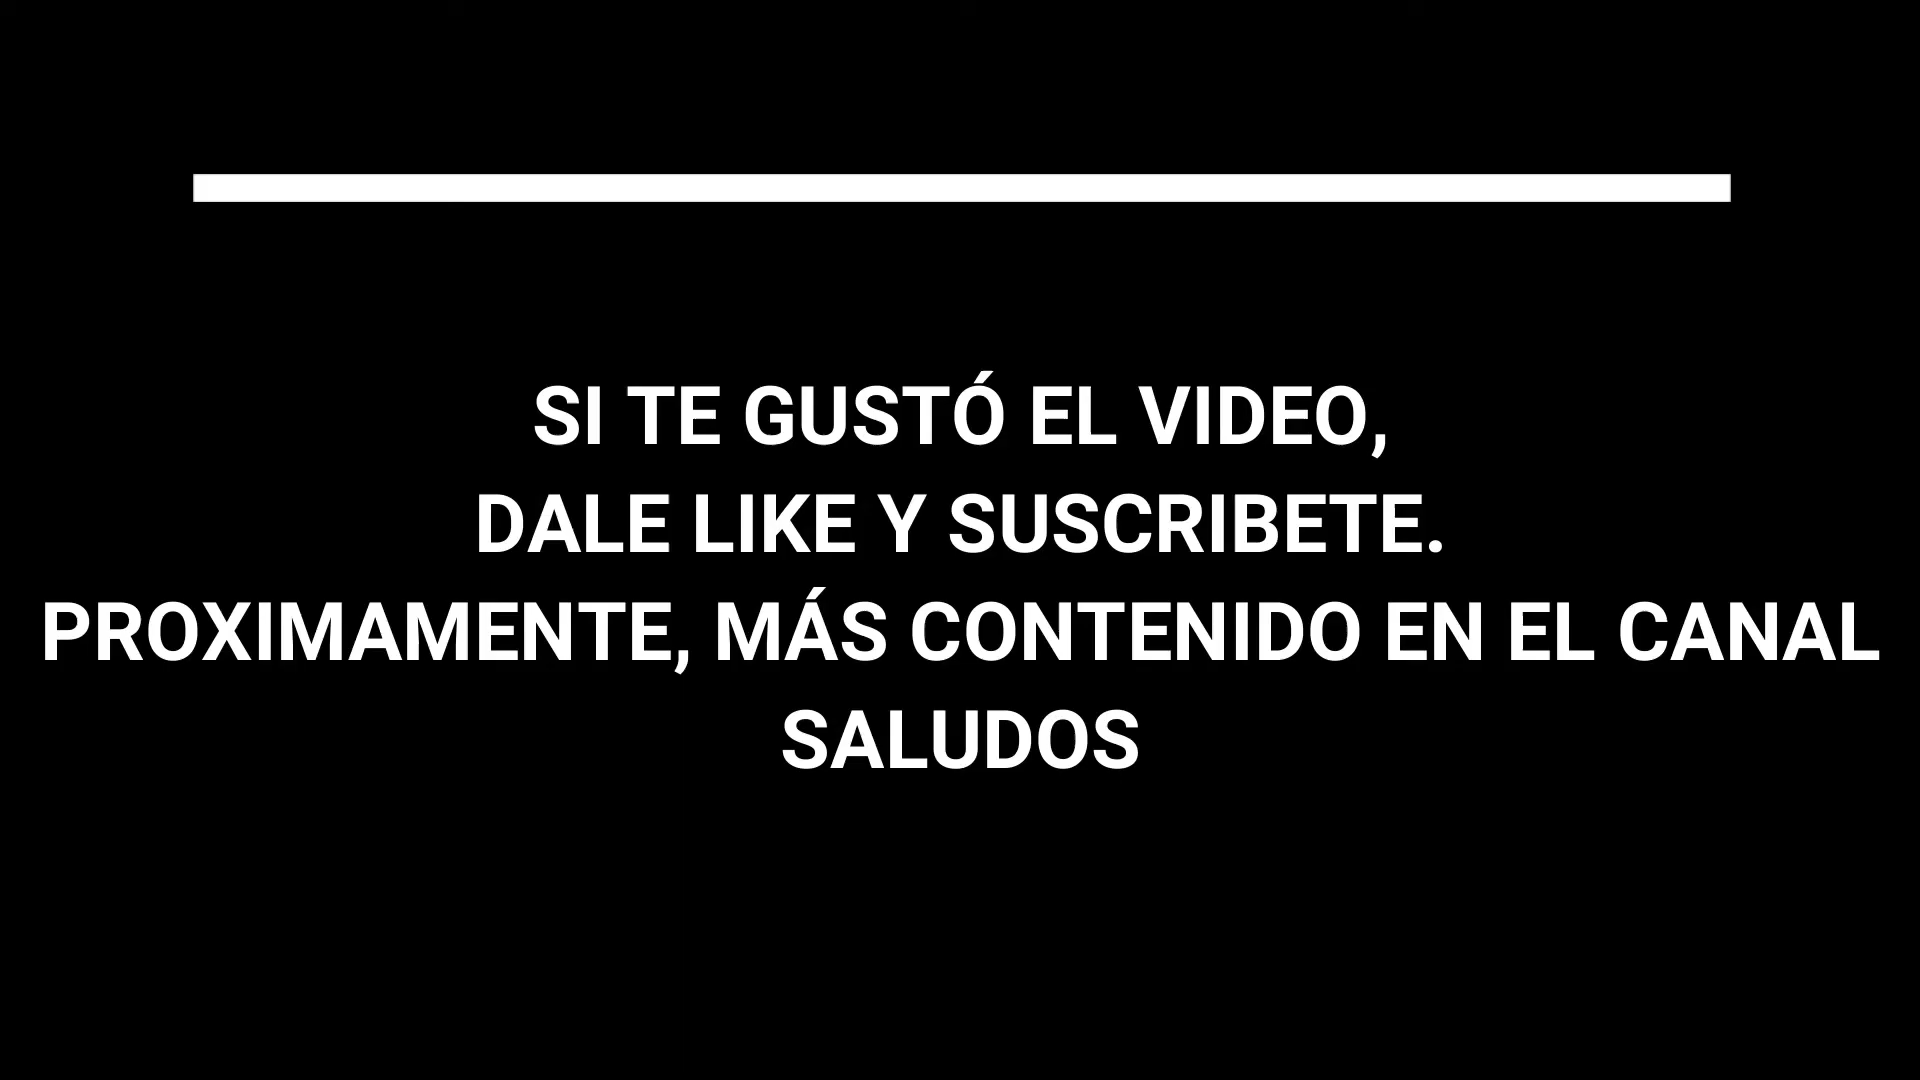 SI TE GUSTÓ EL VIDEO,
DALE LIKE Y SUSCRIBETE.
PROXIMAMENTE, MÁS CONTENIDO EN EL CANAL
SALUDOS